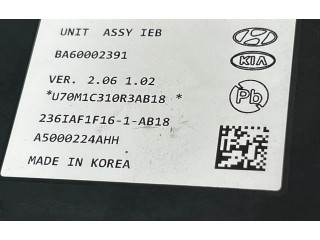 UNIT ASSY IEB
BA60002391
KIA
VER. 2.06 1.02
*U70M1C310R3AB18 *
Pb
236IAF1F16-1-AB18
A5000224AHH
MADE IN KOREA